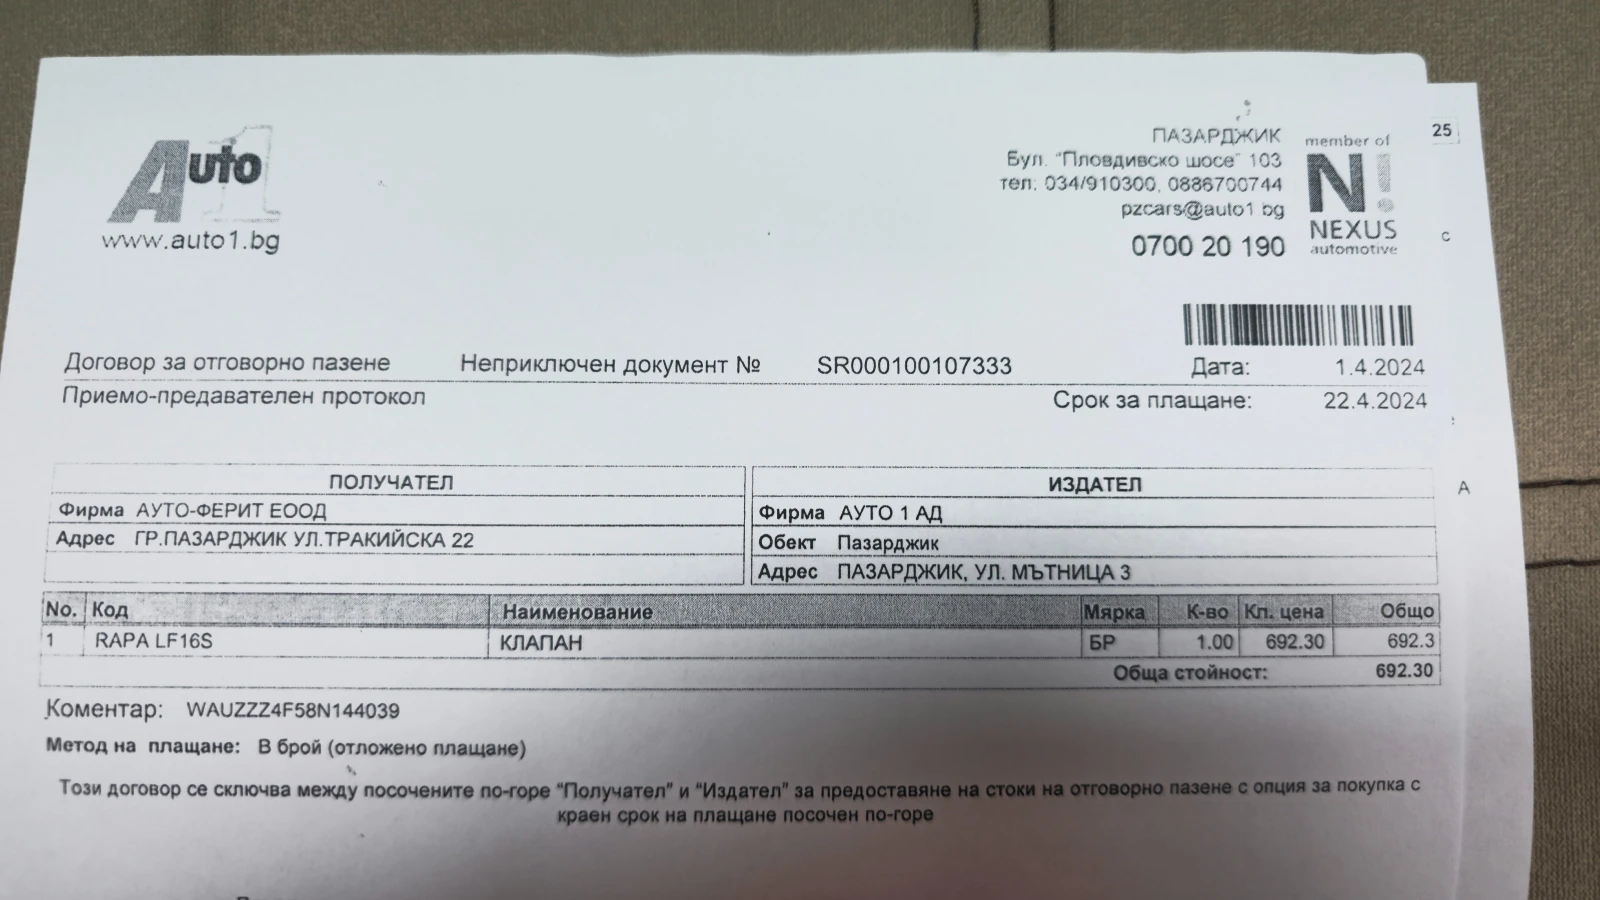 Auto 1
www.auto1.bg
ПАЗАРДЖИК
Бул. "Пловдивско шосе" 103
тел: 034/910300, 0886700744
pzcars@auto1 bg
0700 20 190
member of
N!
NEXUS
automotive
25
C
Договор за отговорно пазене Неприключен документ № SR000100107333 Дата: 1.4.2024
Приемо-предавателен протокол Срок за плащане: 22.4.2024
A
ПОЛУЧАТЕЛ
Фирма АУТО-ФЕРИТ ЕООД
Адрес ГР.ПАЗАРДЖИК УЛ.ТРАКИЙСКА 22
ИЗДАТЕЛ
Фирма АУТО 1 АД
Обект Пазарджик
Адрес ПАЗАРДЖИК, УЛ. МЪТНИЦА 3
No. Код Наименование Мярка К-во Кл. цена Общо
1 RAPA LF16S КЛАПАН БР 1.00 692.30 692.3
Обща стойност: 692.30
Коментар: WAUZZZ4F58N144039
Метод на плащане: В брой (отложено плащане)
Този договор се сключва между посочените по-горе "Получател" и "Издател" за предоставяне на стоки на отговорно пазене с опция за покупка с
краен срок на плащане посочен по-горе